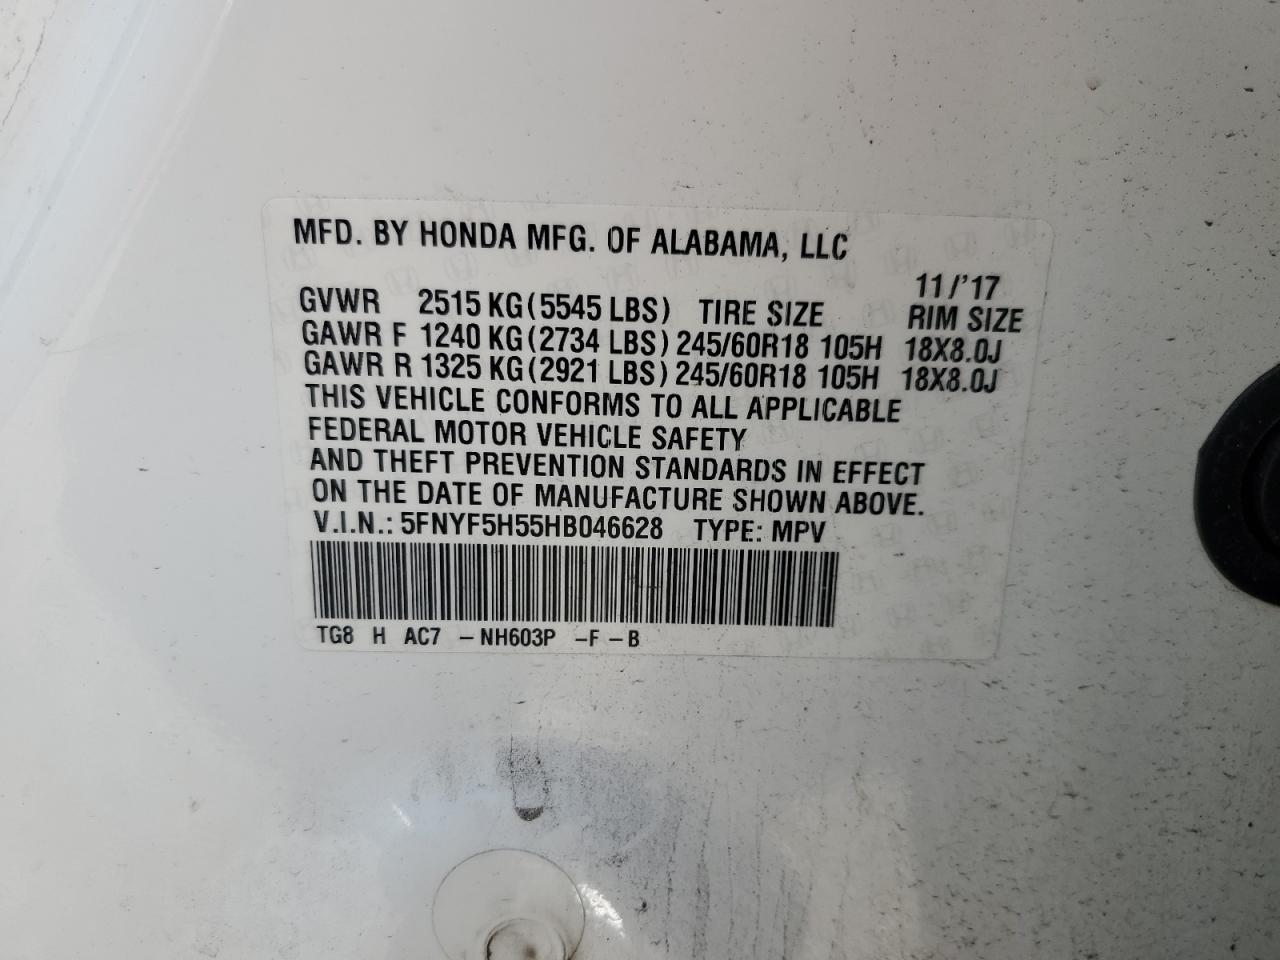 MFD. BY HONDA MFG. OF ALABAMA, LLC
11/'17
GVWR 2515 KG (5545 LBS) TIRE SIZE RIM SIZE
GAWR F 1240 KG (2734 LBS) 245/60R18 105H 18X8.0J
GAWR R 1325 KG (2921 LBS) 245/60R18 105H 18X8.0J
THIS VEHICLE CONFORMS TO ALL APPLICABLE
FEDERAL MOTOR VEHICLE SAFETY
AND THEFT PREVENTION STANDARDS IN EFFECT
ON THE DATE OF MANUFACTURE SHOWN ABOVE.
V.I.N.: 5FNYF5H55HB046628 TYPE: MPV
TG8 H AC7 – NH603P – F – B